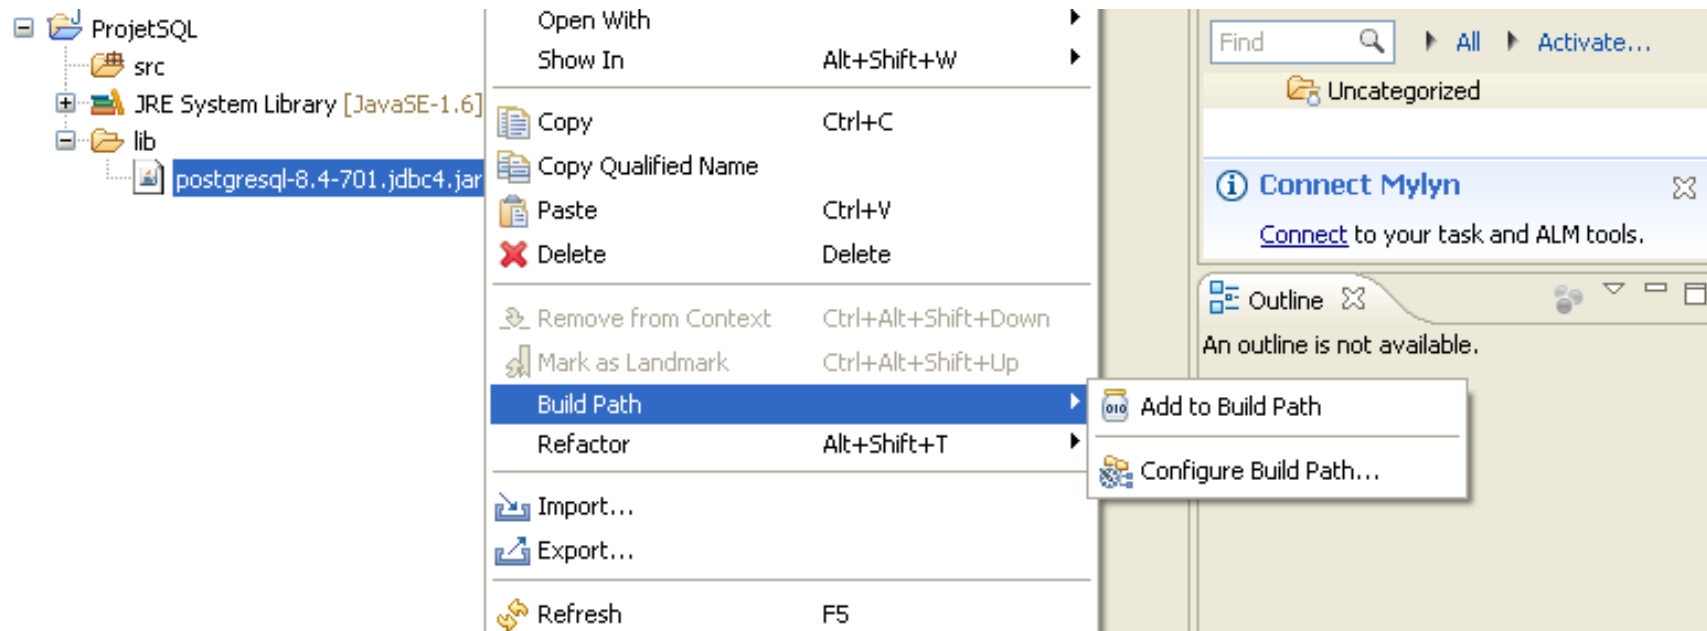 ProjetSQL
src
JRE System Library [JavaSE-1.6]
lib
postgresql-8.4-701.jdbc4.jar
Open With
Show In Alt+Shift+W
Copy Ctrl+C
Copy Qualified Name
Paste Ctrl+V
Delete Delete
Remove from Context Ctrl+Alt+Shift+Down
Mark as Landmark Ctrl+Alt+Shift+Up
Build Path
Refactor Alt+Shift+T
Import...
Export...
Refresh F5
Add to Build Path
Configure Build Path...
Find All Activate...
Uncategorized
Connect Mylyn
Connect to your task and ALM tools.
Outline
An outline is not available.